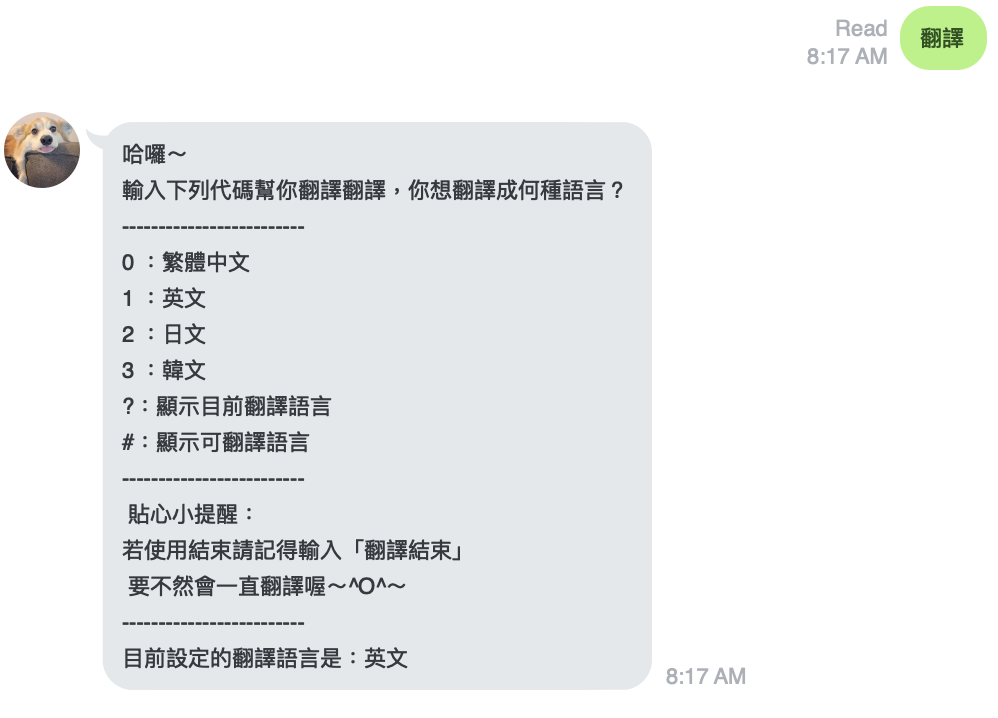 Read
8:17 AM
翻譯
哈囉～
輸入下列代碼幫你翻譯翻譯，你想翻譯成何種語言？
-------------------------
0 ：繁體中文
1 ：英文
2 ：日文
3 ：韓文
?：顯示目前翻譯語言
#：顯示可翻譯語言
-------------------------
貼心小提醒：
若使用結束請記得輸入「翻譯結束」
要不然會一直翻譯喔～^O^～
-------------------------
目前設定的翻譯語言是：英文
8:17 AM